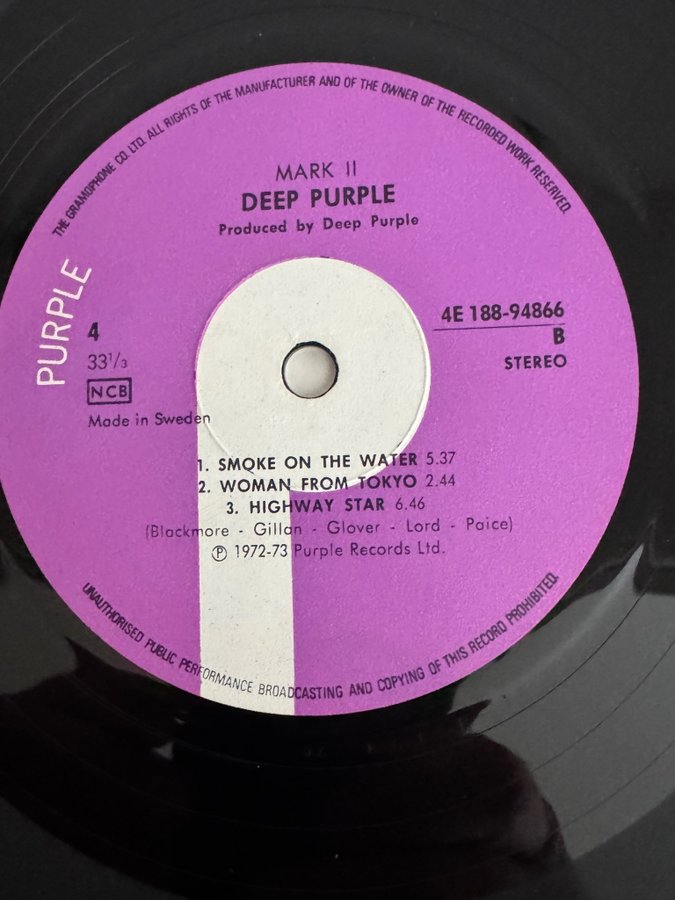 THE GRAMOPHONE CO. LTD. ALL RIGHTS OF THE MANUFACTURER AND OF THE OWNER OF THE RECORDED WORK RESERVED.
MARK II
DEEP PURPLE
Produced by Deep Purple
PURPLE
4
33 1/3
NCB
Made in Sweden
4E 188-94866
B
STEREO
1. SMOKE ON THE WATER 5.37
2. WOMAN FROM TOKYO 2.44
3. HIGHWAY STAR 6.46
(Blackmore - Gillan - Glover - Lord - Paice)
Ⓟ 1972-73 Purple Records Ltd.
UNAUTHORISED PUBLIC PERFORMANCE BROADCASTING AND COPYING OF THIS RECORD PROHIBITED.